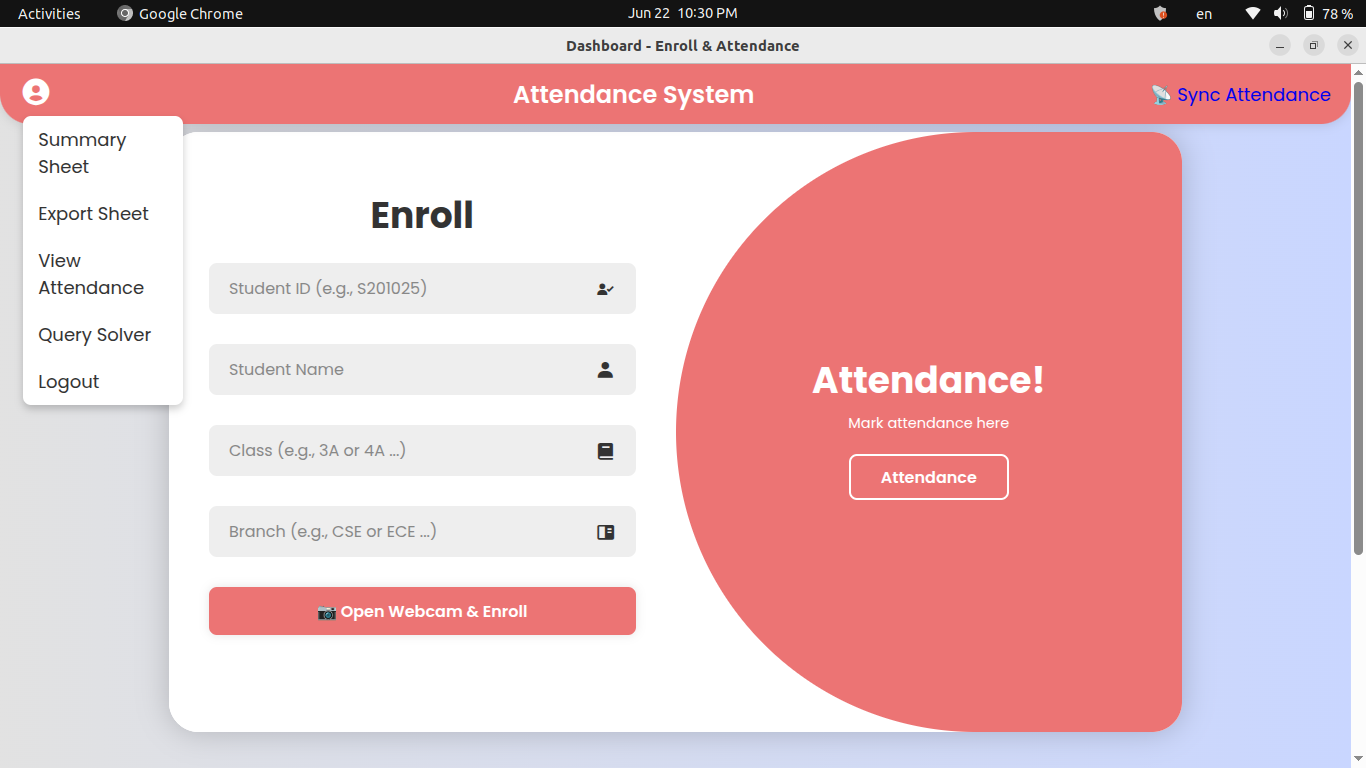 Activities Google Chrome Jun 22 10:30 PM en 78 %
Dashboard - Enroll & Attendance
Attendance System
📡 Sync Attendance
Summary
Sheet
Export Sheet
View
Attendance
Query Solver
Logout
Enroll
Student ID (e.g., S201025)
Student Name
Class (e.g., 3A or 4A ...)
Branch (e.g., CSE or ECE ...)
📷 Open Webcam & Enroll
Attendance!
Mark attendance here
Attendance